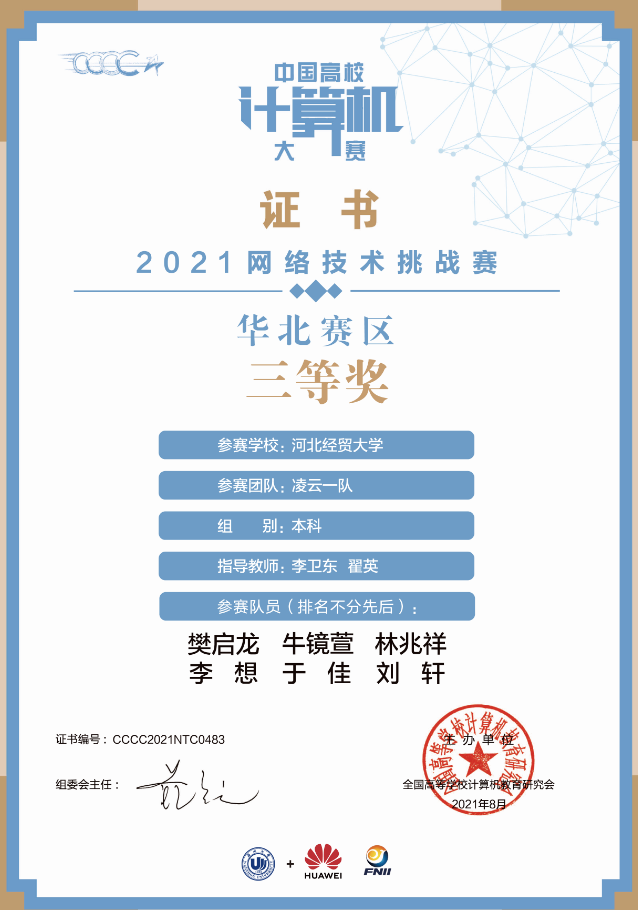 CCCC
中国高校
计算机
大赛
证书
2021网络技术挑战赛
华北赛区
三等奖
参赛学校：河北经贸大学
参赛团队：凌云一队
组 别：本科
指导教师：李卫东 翟英
参赛队员（排名不分先后）：
樊启龙 牛镜萱 林兆祥
李想 于佳 刘轩
证书编号：CCCC2021NTC0483
主办单位
组委会主任：
全国高等学校计算机教育研究会
2021年8月
全国高等学校计算机教育研究会
+
HUAWEI
FNII